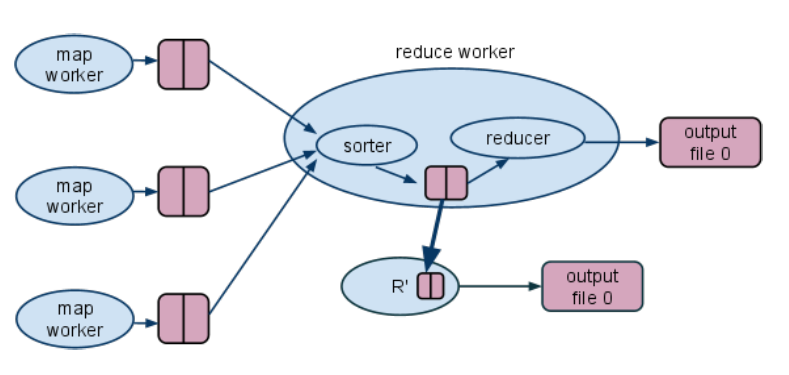 map
worker
reduce worker
sorter
reducer
output
file 0
map
worker
R'
output
file 0
map
worker